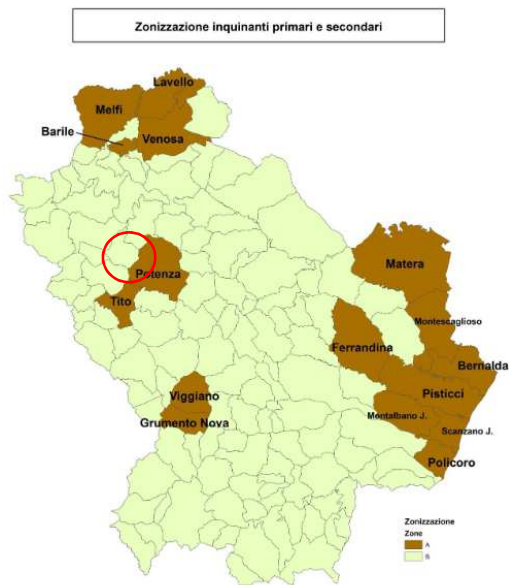 Zonizzazione inquinanti primari e secondari
Lavello
Melfi
Barile
Venosa
Potenza
Tito
Matera
Montescaglioso
Ferrandina
Bernalda
Pisticci
Viggiano
Montalbano J.
Grumento Nova
Scanzano J.
Policoro
Zonizzazione
Zone
A
B